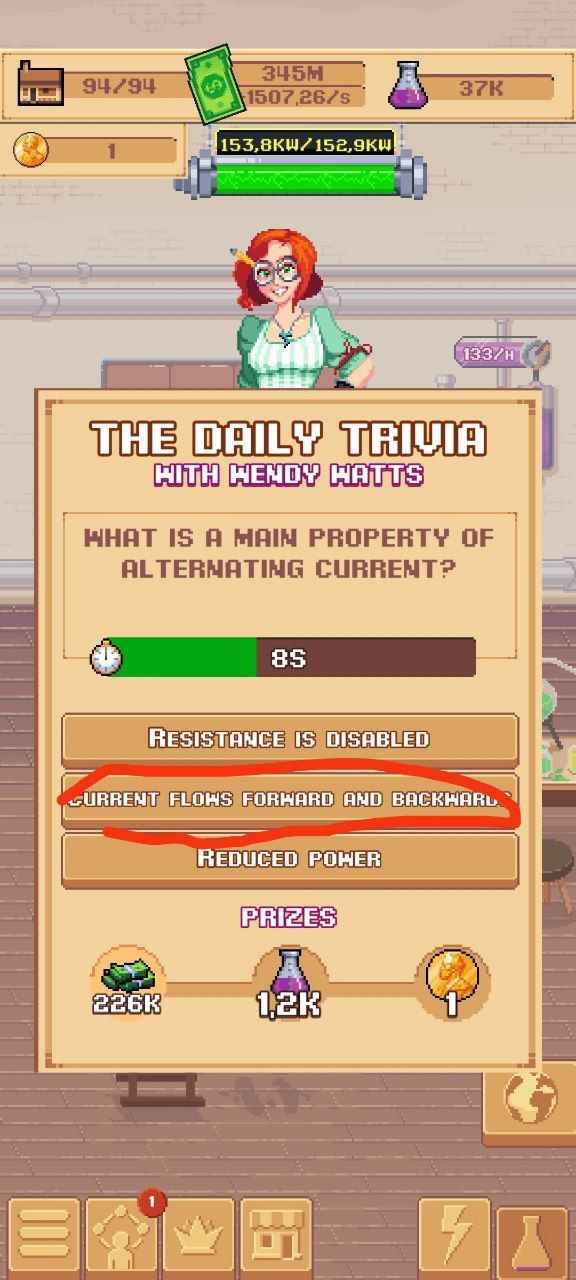 94/94
345M
1507,26/s
37K
1
153,8KW/152,9KW
133/H
THE DAILY TRIVIA
WITH WENDY WATTS
WHAT IS A MAIN PROPERTY OF
ALTERNATING CURRENT?
8S
RESISTANCE IS DISABLED
CURRENT FLOWS FORWARD AND BACKWARDS
REDUCED POWER
PRIZES
226K
1,2K
1
1